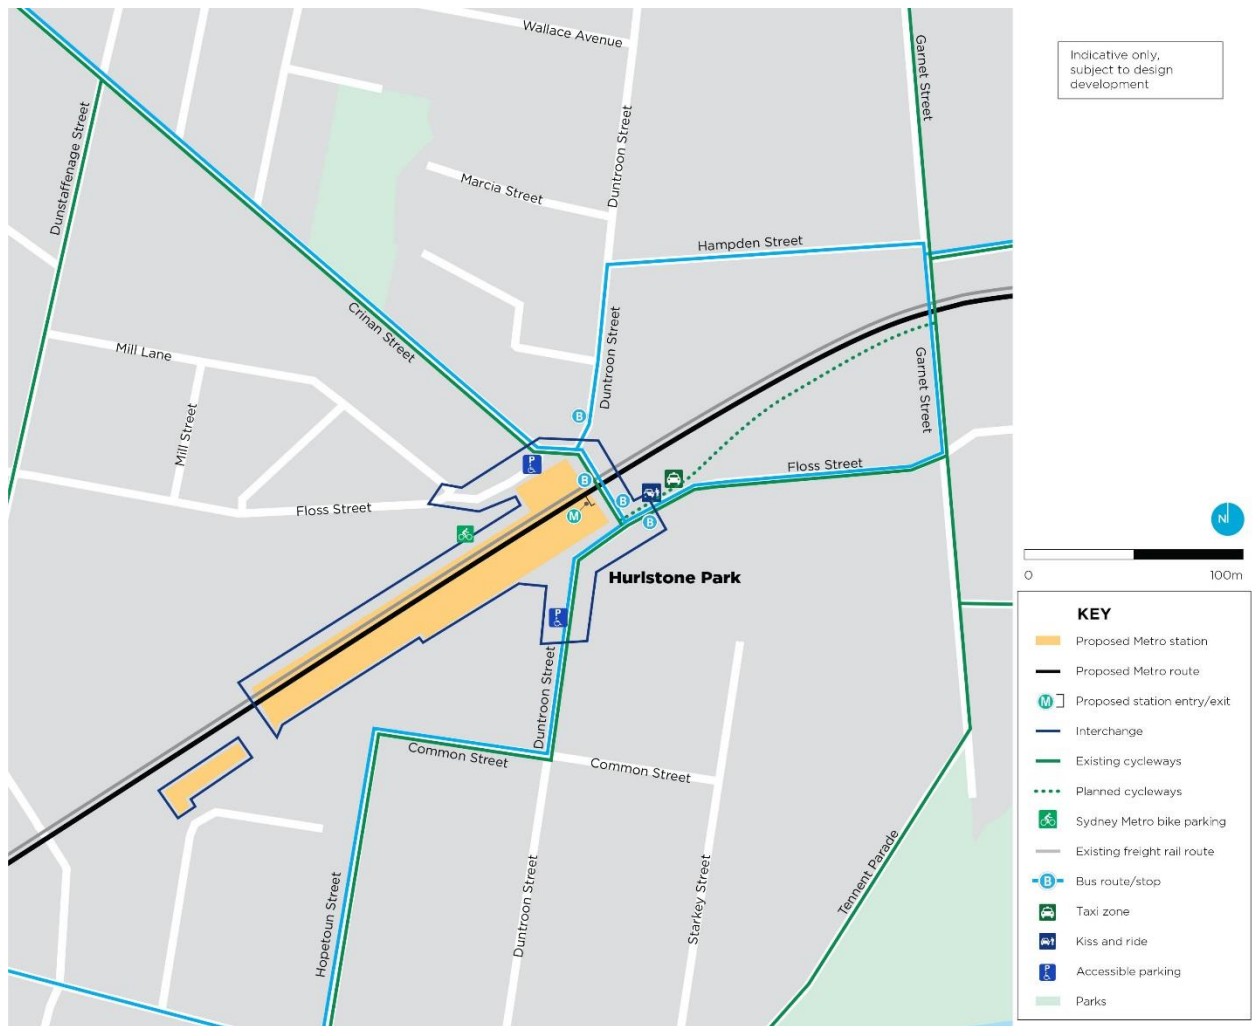 Wallace Avenue
Garnet Street
Indicative only,
subject to design
development
Dunstaffenage Street
Duntroon Street
Marcia Street
Hampden Street
Crinan Street
Mill Lane
Duntroon Street
Garnet Street
Mill Street
B
P
Floss Street
B
B
B
Floss Street
M
N
Hurlstone Park
0
100m
P
Duntroon Street
Common Street
Common Street
Hopetoun Street
Duntroon Street
Starkey Street
Tennent Parade
KEY
Proposed Metro station
Proposed Metro route
M Proposed station entry/exit
Interchange
Existing cycleways
Planned cycleways
Sydney Metro bike parking
Existing freight rail route
B Bus route/stop
Taxi zone
Kiss and ride
P Accessible parking
Parks